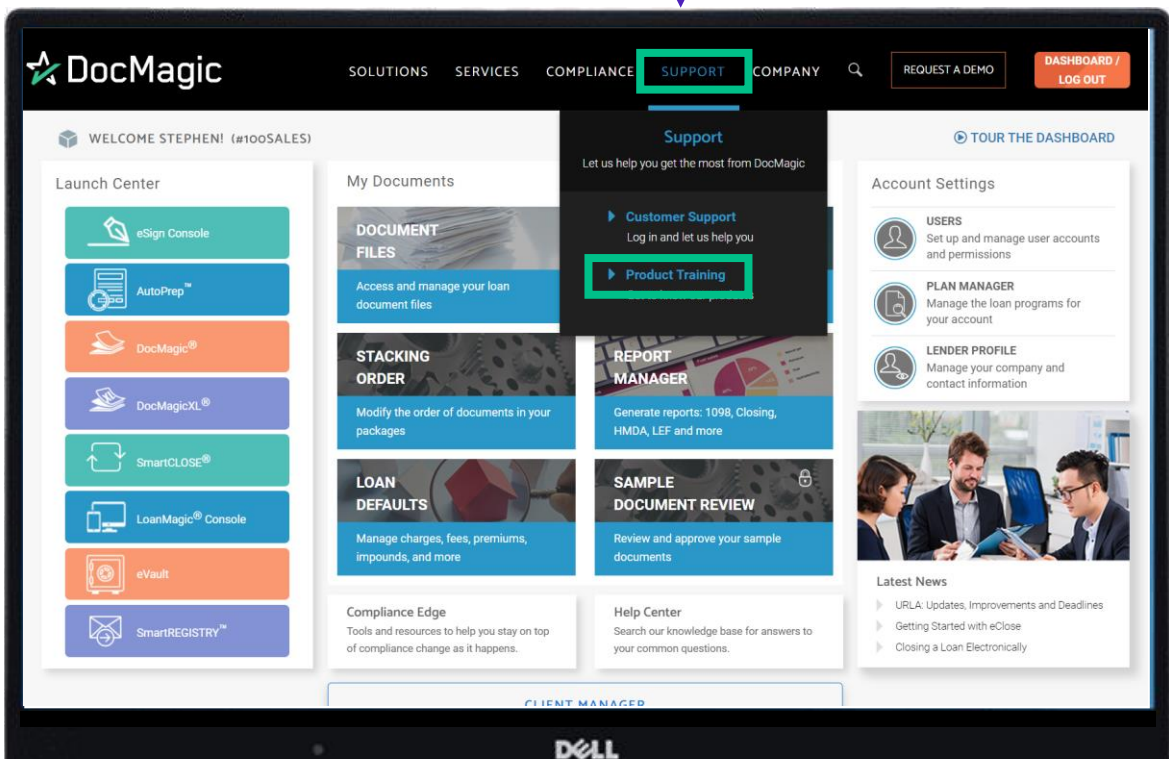 DocMagic
SOLUTIONS SERVICES COMPLIANCE SUPPORT COMPANY
REQUEST A DEMO
DASHBOARD /
LOG OUT
WELCOME STEPHEN! (#100SALES)
TOUR THE DASHBOARD
Support
Let us help you get the most from DocMagic
Customer Support
Log in and let us help you
Product Training
Launch Center
eSign Console
AutoPrep™
DocMagic®
DocMagicXL®
SmartCLOSE®
LoanMagic® Console
eVault
SmartREGISTRY™
My Documents
DOCUMENT
FILES
Access and manage your loan
document files
STACKING
ORDER
Modify the order of documents in your
packages
REPORT
MANAGER
Generate reports: 1098, Closing,
HMDA, LEF and more
LOAN
DEFAULTS
Manage charges, fees, premiums,
impounds, and more
SAMPLE
DOCUMENT REVIEW
Review and approve your sample
documents
Compliance Edge
Tools and resources to help you stay on top
of compliance change as it happens.
Help Center
Search our knowledge base for answers to
your common questions.
CLIENT MANAGER
Account Settings
USERS
Set up and manage user accounts
and permissions
PLAN MANAGER
Manage the loan programs for
your account
LENDER PROFILE
Manage your company and
contact information
Latest News
URLA: Updates, Improvements and Deadlines
Getting Started with eClose
Closing a Loan Electronically
DELL